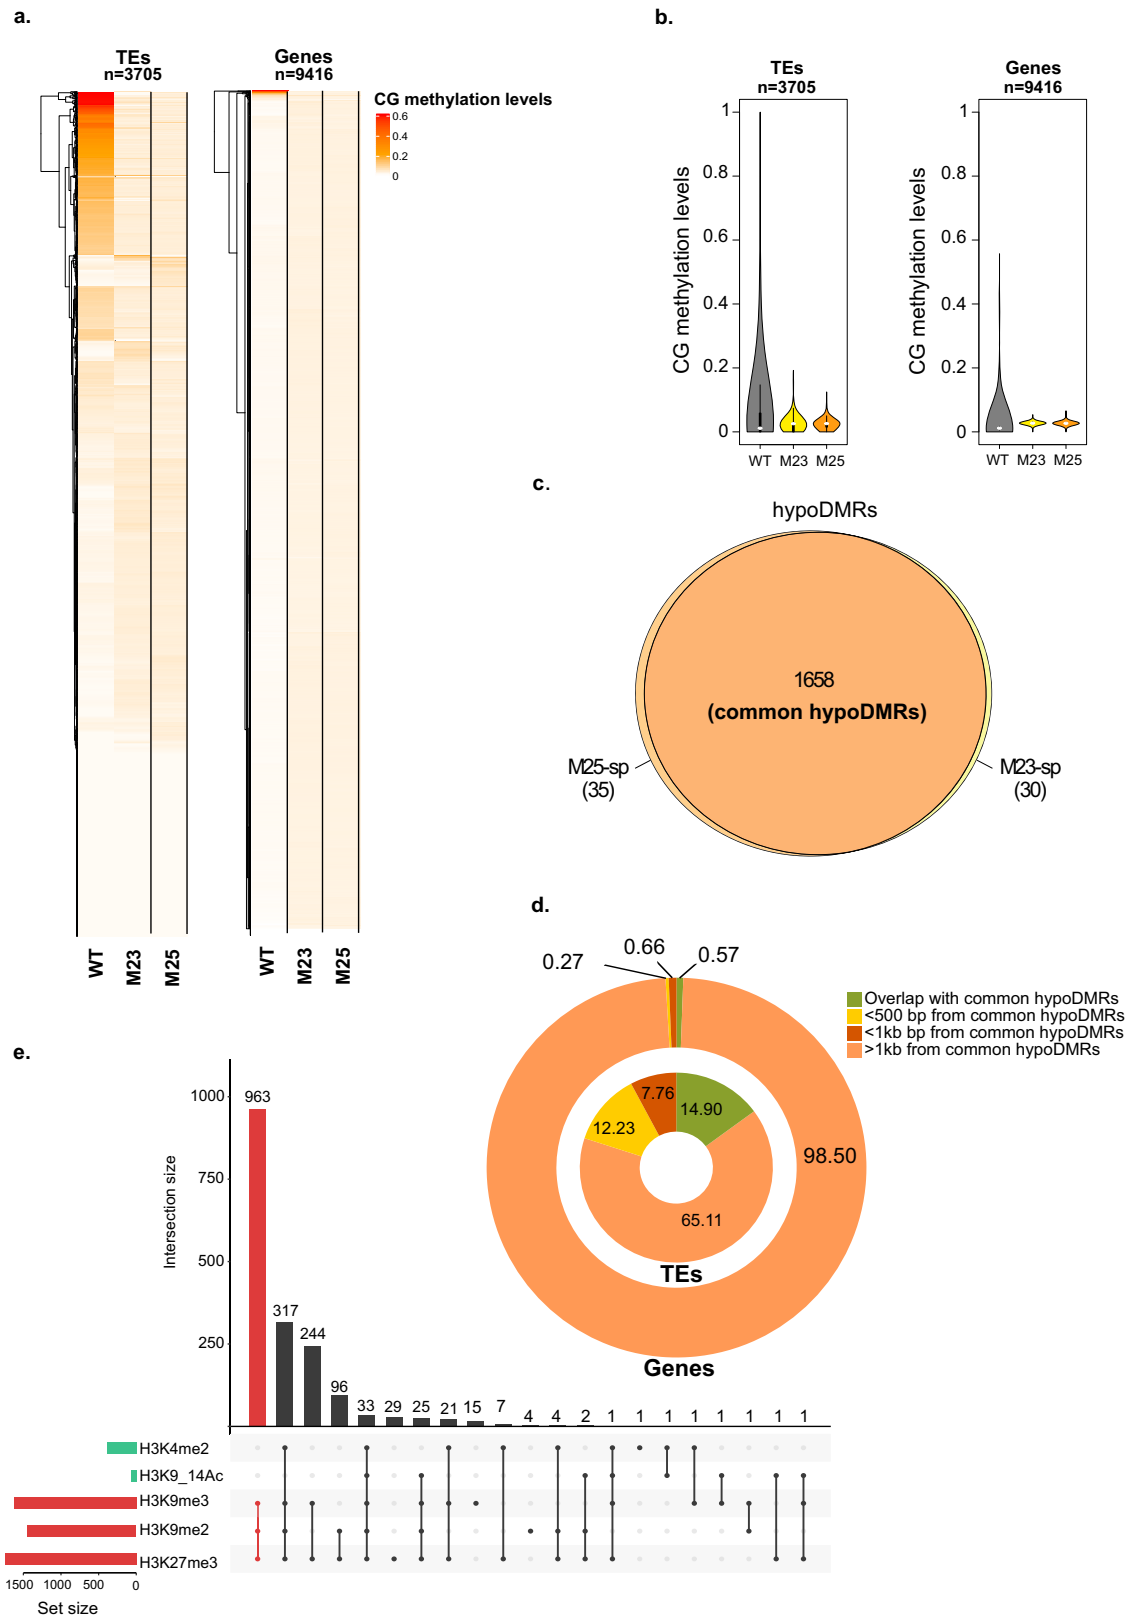 a.
TEs
n=3705
Genes
n=9416
CG methylation levels
0.6
0.4
0.2
0
WT
M23
M25
WT
M23
M25
b.
TEs
n=3705
Genes
n=9416
CG methylation levels
1
0.8
0.6
0.4
0.2
0
WT M23 M25
CG methylation levels
1
0.8
0.6
0.4
0.2
0
WT M23 M25
c.
hypoDMRs
1658
(common hypoDMRs)
M25-sp
(35)
M23-sp
(30)
d.
0.27
0.66
0.57
Overlap with common hypoDMRs
<500 bp from common hypoDMRs
<1kb bp from common hypoDMRs
>1kb from common hypoDMRs
7.76
14.90
12.23
98.50
65.11
TEs
Genes
e.
Intersection size
1000
750
500
250
963
317
244
96
33 29 25 21 15 7 4 4 2 1 1 1 1 1 1 1 1
H3K4me2
H3K9_14Ac
H3K9me3
H3K9me2
H3K27me3
1500 1000 500 0
Set size